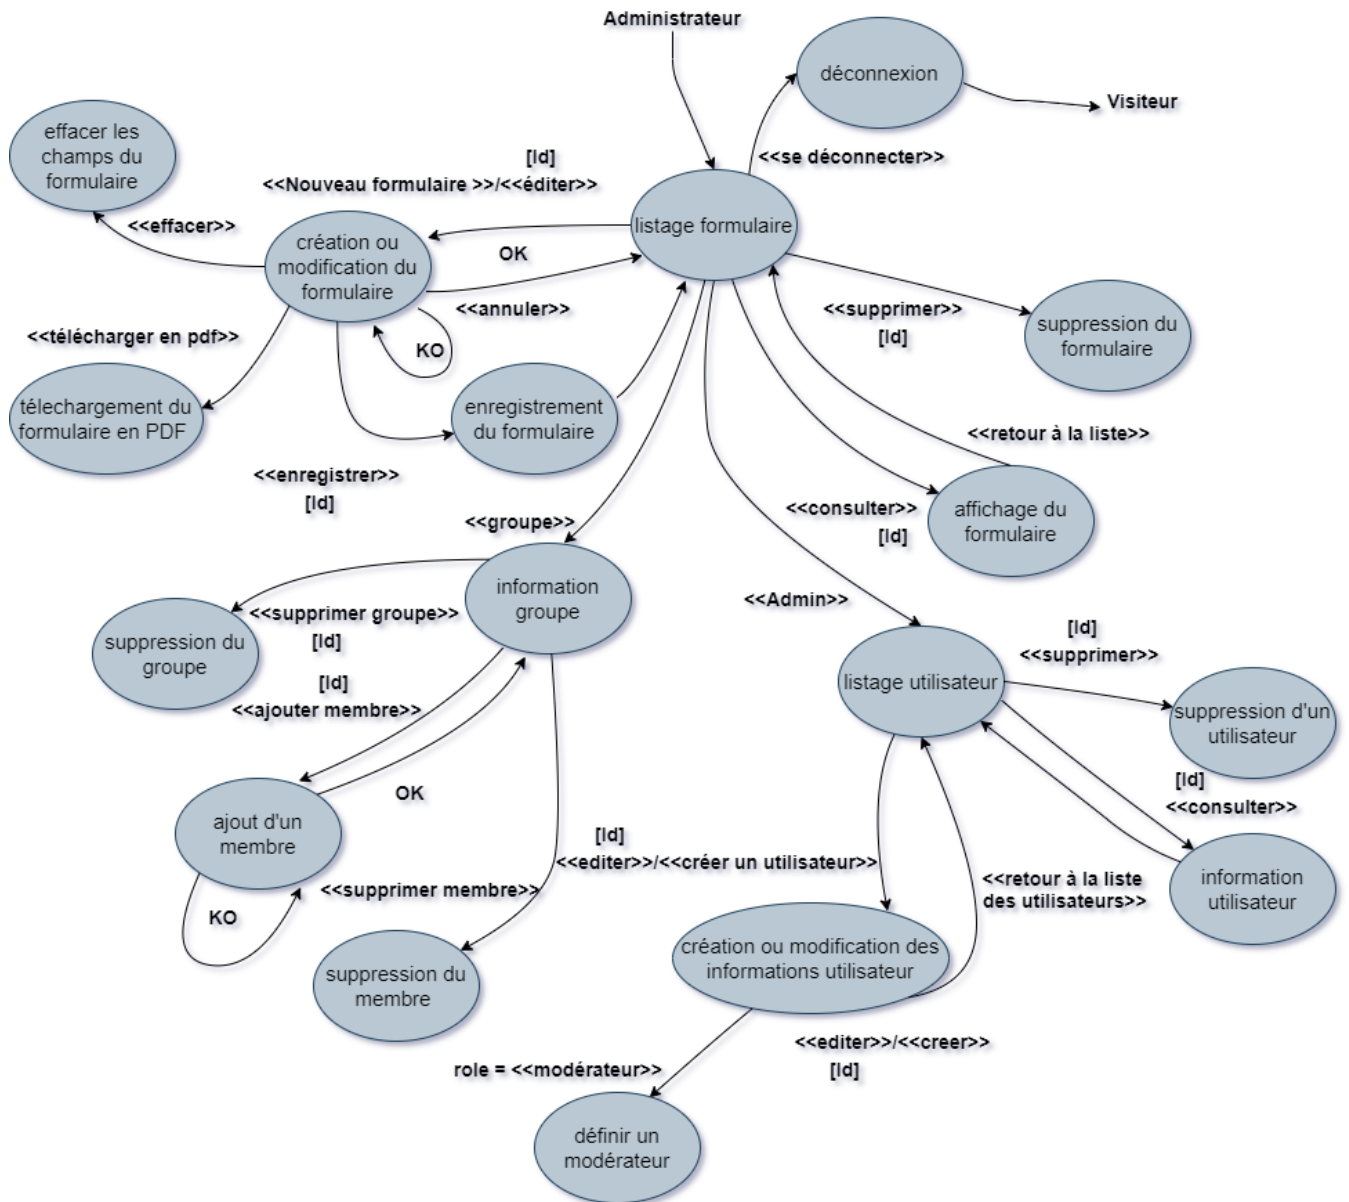 Administrateur
déconnexion
Visiteur
effacer les
champs du
formulaire
<<se déconnecter>>
[Id]
<<Nouveau formulaire >>/<<éditer>>
<<effacer>>
listage formulaire
création ou
modification du
formulaire
OK
<<annuler>>
<<supprimer>>
[Id]
suppression du
formulaire
<<télécharger en pdf>>
KO
télechargement du
formulaire en PDF
enregistrement
du formulaire
<<retour à la liste>>
<<enregistrer>>
[Id]
<<consulter>>
[Id]
affichage du
formulaire
<<groupe>>
information
groupe
<<Admin>>
<<supprimer groupe>>
[Id]
suppression du
groupe
[Id]
<<supprimer>>
listage utilisateur
[Id]
<<ajouter membre>>
suppression d'un
utilisateur
[Id]
<<consulter>>
OK
ajout d'un
membre
[Id]
<<editer>>/<<créer un utilisateur>>
<<supprimer membre>>
<<retour à la liste
des utilisateurs>>
information
utilisateur
KO
création ou modification des
informations utilisateur
suppression du
membre
<<editer>>/<<creer>>
[Id]
role = <<modérateur>>
définir un
modérateur